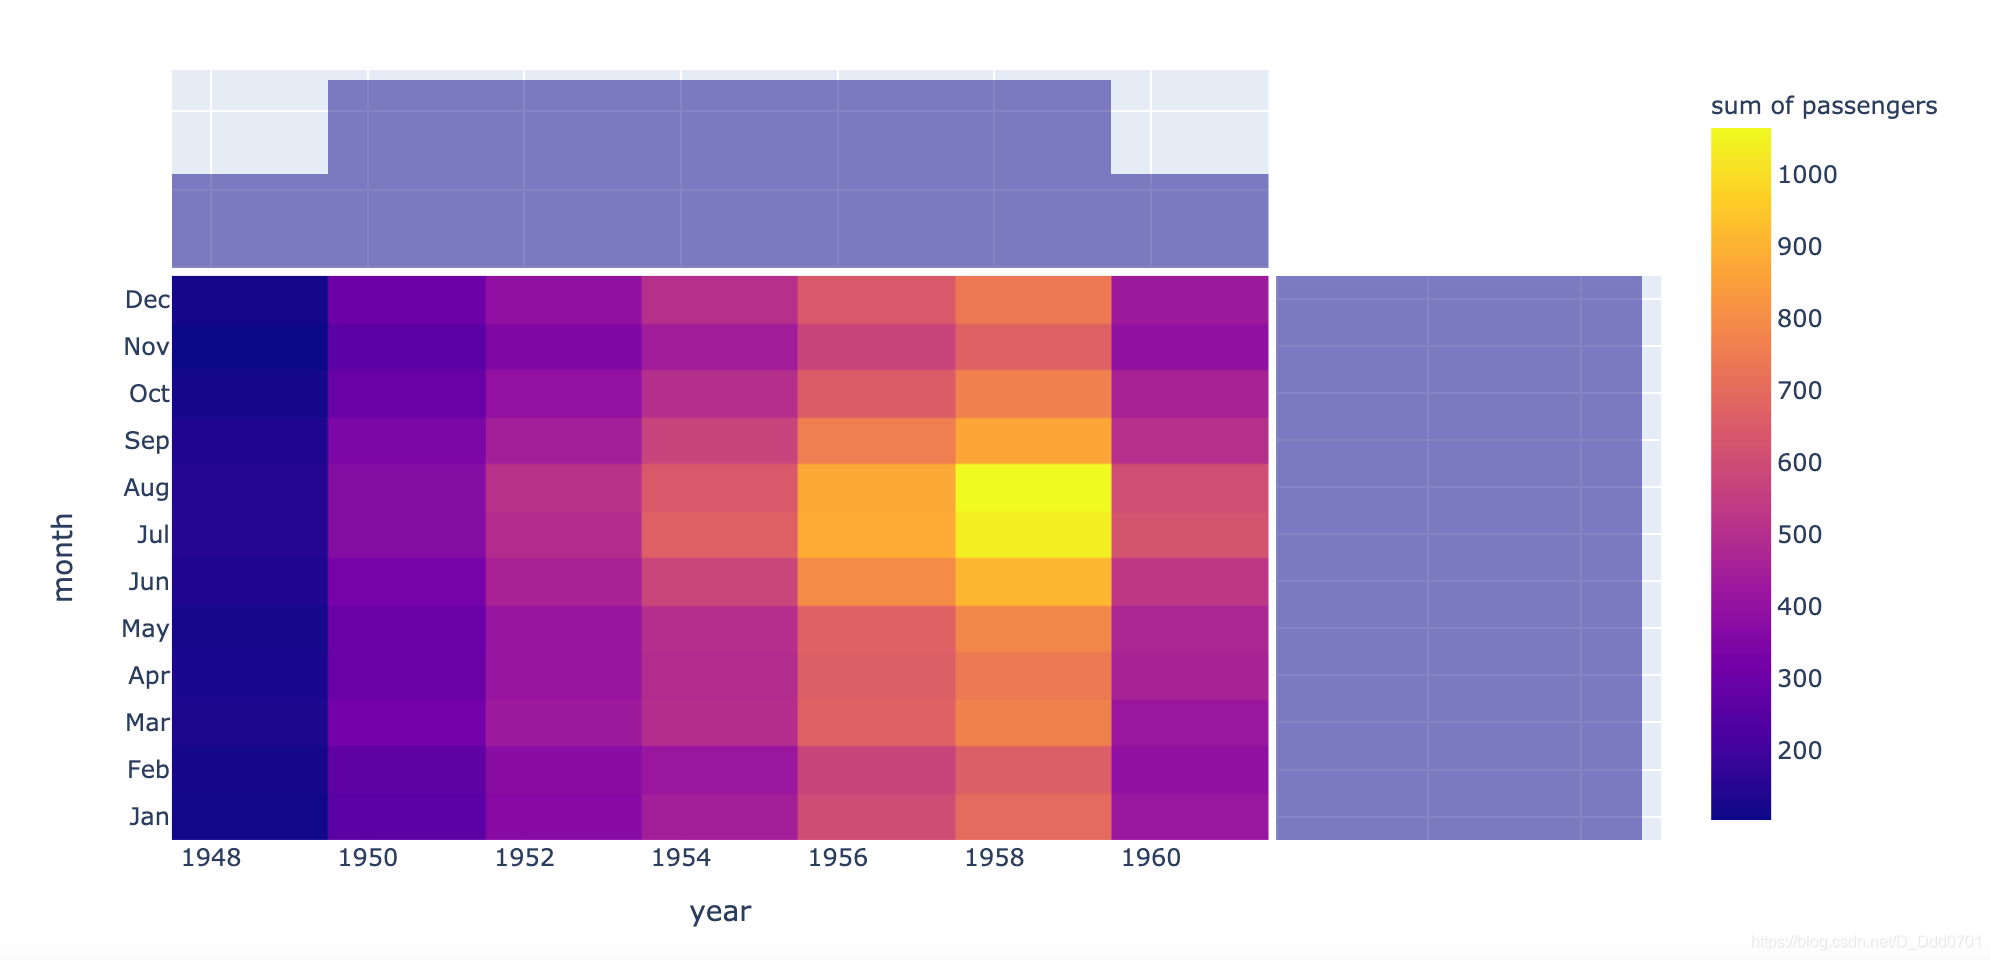 sum of passengers
1000
900
800
700
600
500
400
300
200
Dec
Nov
Oct
Sep
Aug
Jul
Jun
May
Apr
Mar
Feb
Jan
month
1948 1950 1952 1954 1956 1958 1960
year
https://blog.csdn.net/D_Ddd0701